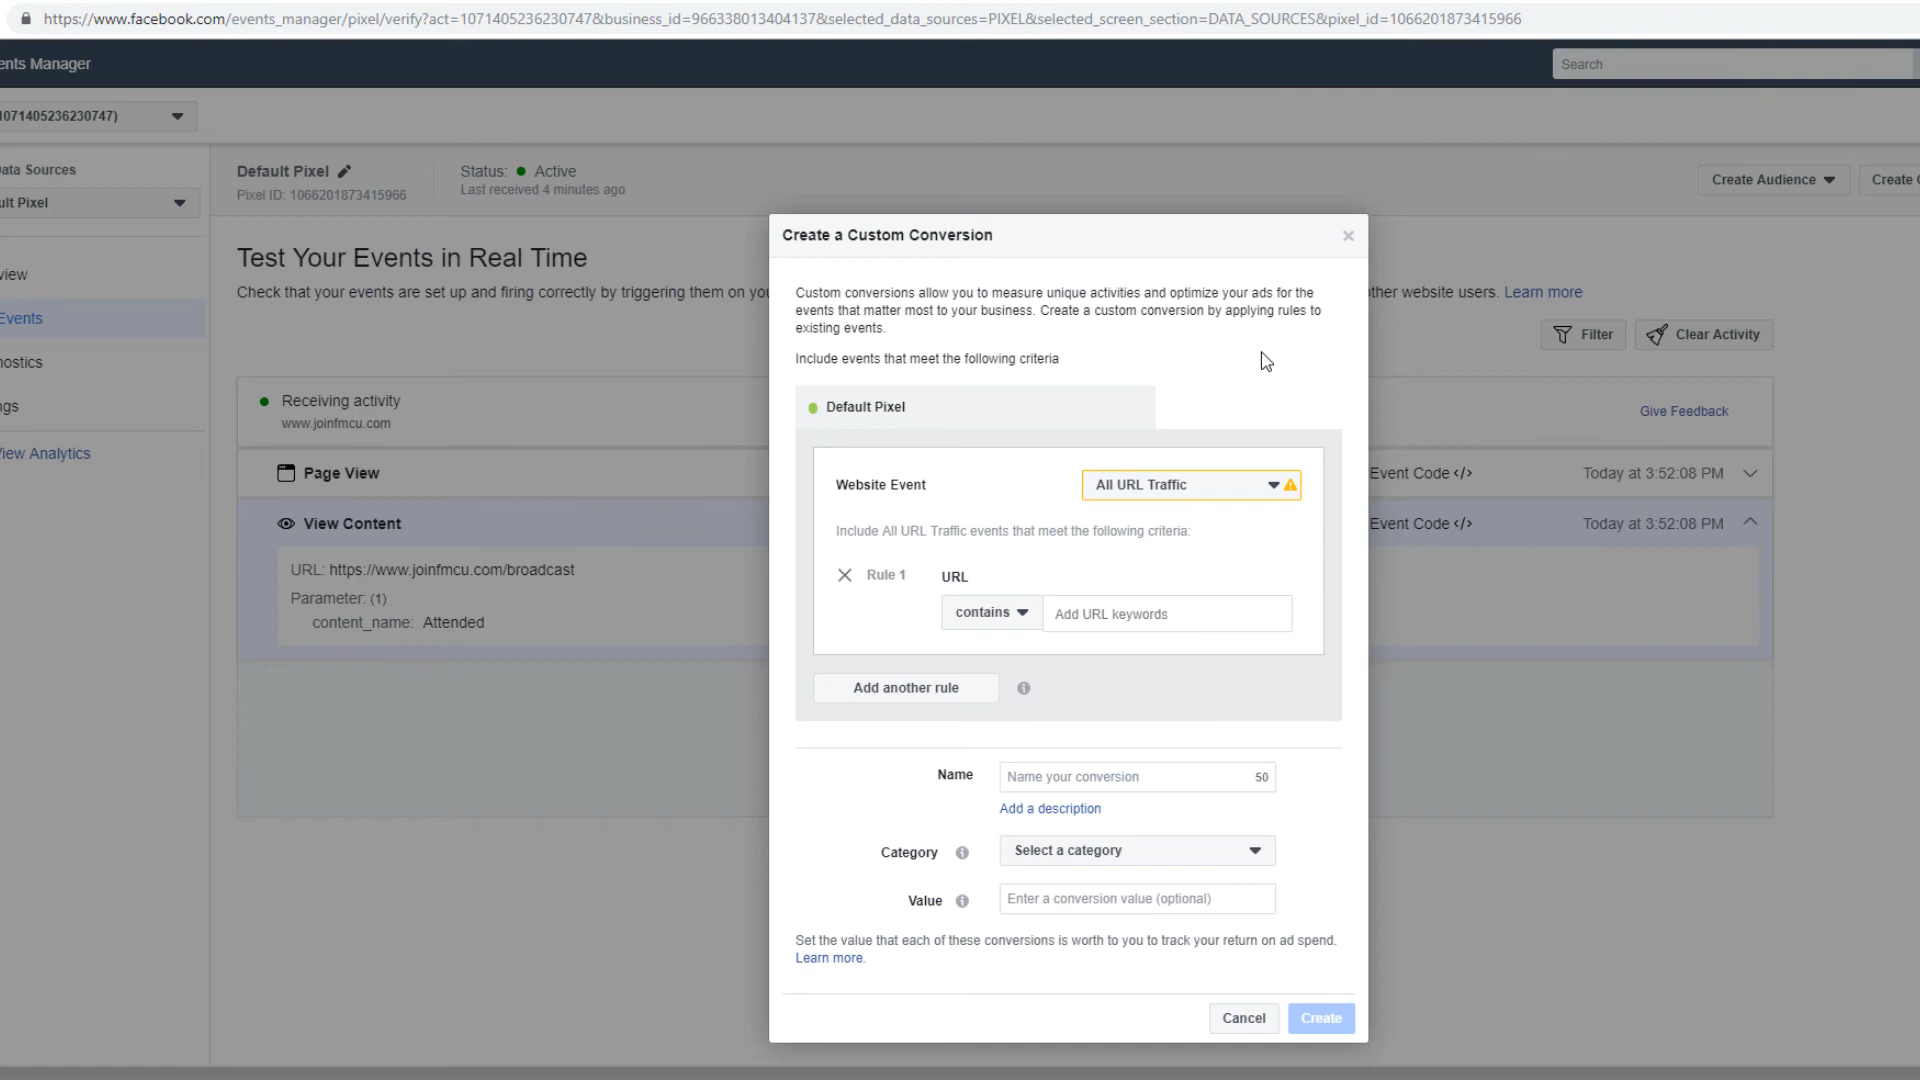 https://www.facebook.com/events_manager/pixel/verify?act=1071405236230747&business_id=966338013404137&selected_data_sources=PIXEL&selected_screen_section=DATA_SOURCES&pixel_id=1066201873415966
ents Manager
Search
1071405236230747)
Data Sources
ult Pixel
view
Events
nostics
ngs
View Analytics
Default Pixel
Pixel ID: 1066201873415966
Status: Active
Last received 4 minutes ago
Create Audience
Create
Test Your Events in Real Time
Check that your events are set up and firing correctly by triggering them on you
ther website users. Learn more
Filter
Clear Activity
Receiving activity
www.joinfmcu.com
Give Feedback
Page View
Event Code </>
Today at 3:52:08 PM
View Content
Event Code </>
Today at 3:52:08 PM
URL: https://www.joinfmcu.com/broadcast
Parameter: (1)
content_name: Attended
Create a Custom Conversion
Custom conversions allow you to measure unique activities and optimize your ads for the
events that matter most to your business. Create a custom conversion by applying rules to
existing events.
Include events that meet the following criteria
Default Pixel
Website Event
All URL Traffic
Include All URL Traffic events that meet the following criteria:
Rule 1
URL
contains
Add URL keywords
Add another rule
Name
Name your conversion
50
Add a description
Category
Select a category
Value
Enter a conversion value (optional)
Set the value that each of these conversions is worth to you to track your return on ad spend.
Learn more.
Cancel
Create